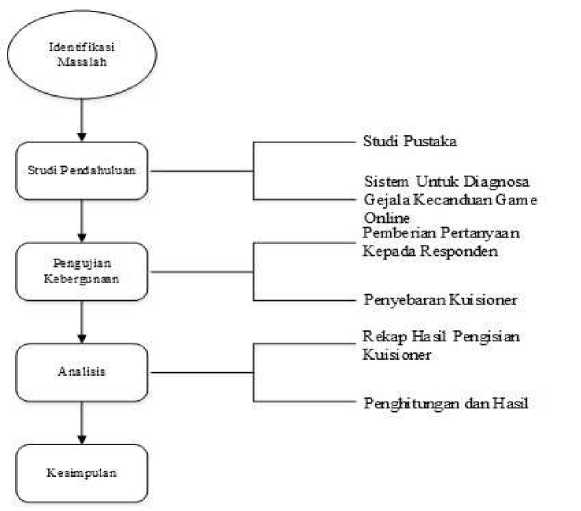 Identifikasi
Masalah
Studi Pendahuluan
Studi Pustaka
Sistem Untuk Diagnosa
Gejala Kecanduan Game
Online
Pengujian
Kebergunaan
Pemberian Pertanyaan
Kepada Responden
Penyebaran Kuisioner
Analisis
Rekap Hasil Pengisian
Kuisioner
Penghitungan dan Hasil
Kesimpulan